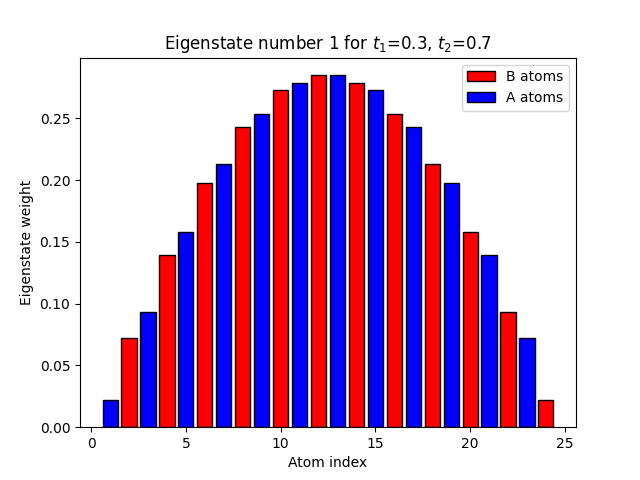 Eigenstate number 1 for t₁=0.3, t₂=0.7
B atoms
A atoms
Eigenstate weight
0.25
0.20
0.15
0.10
0.05
0.00
0 5 10 15 20 25
Atom index